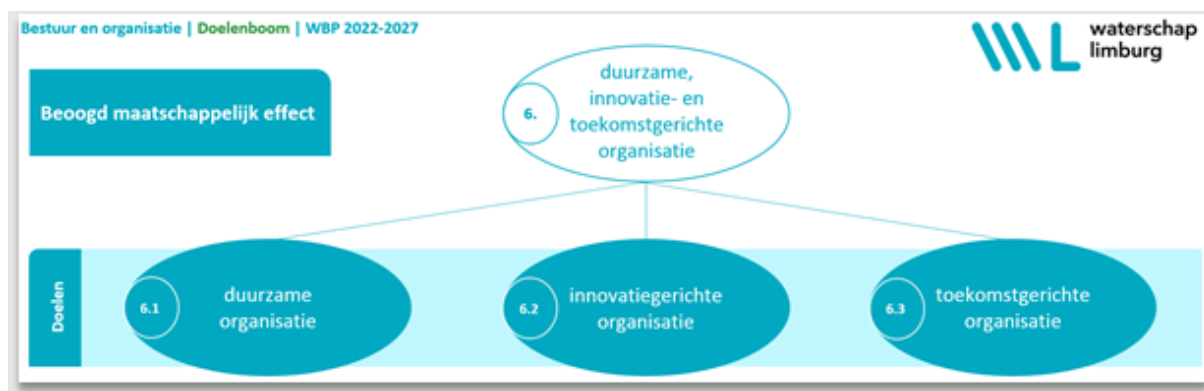 Bestuur en organisatie | Doelenboom | WBP 2022-2027
waterschap
limburg
Beoogd maatschappelijk effect
6.
duurzame,
innovatie- en
toekomstgerichte
organisatie
Doelen
6.1
duurzame
organisatie
6.2
innovatiegerichte
organisatie
6.3
toekomstgerichte
organisatie